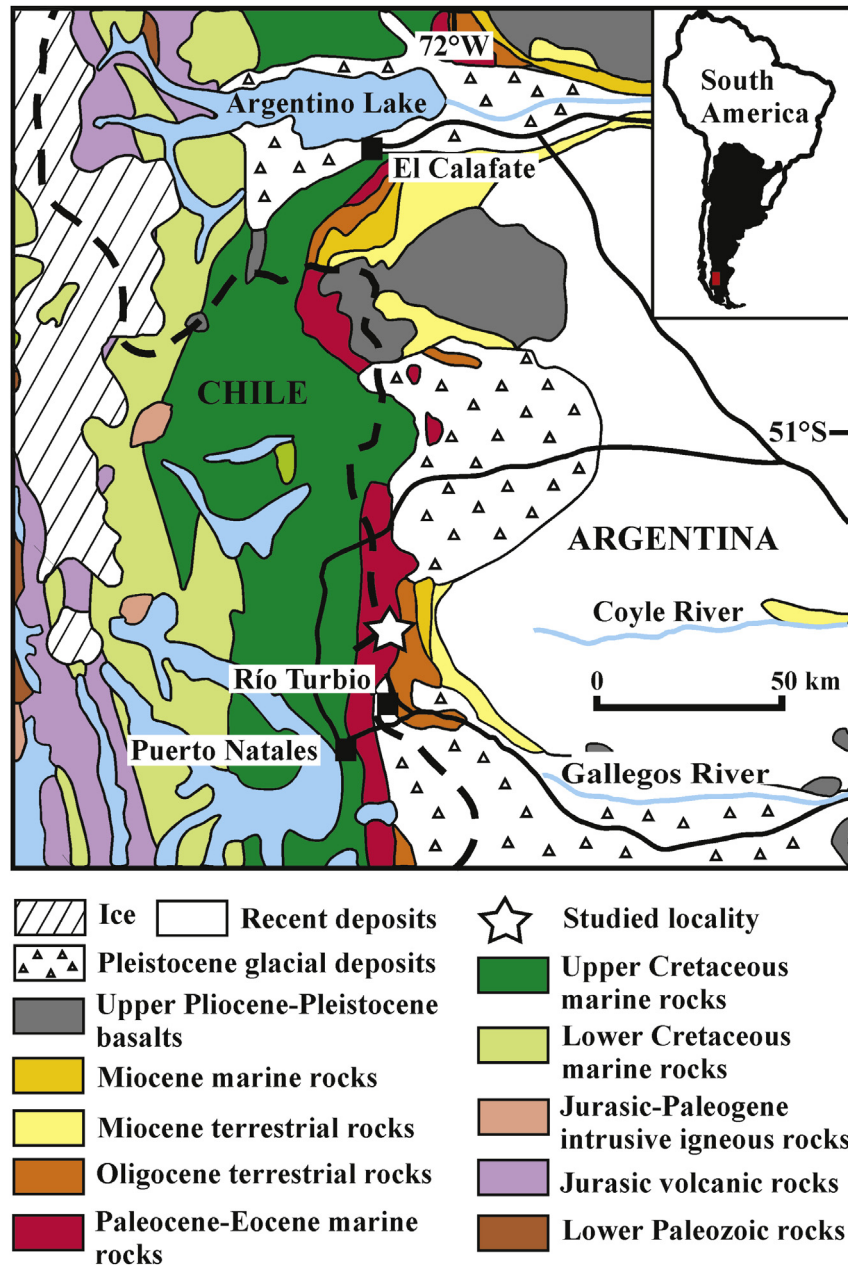 72°W
South
America
Argentino Lake
El Calafate
CHILE
51°S
ARGENTINA
Coyle River
Río Turbio
0 50 km
Puerto Natales
Gallegos River
Ice
Recent deposits
Pleistocene glacial deposits
Upper Pliocene-Pleistocene
basalts
Miocene marine rocks
Miocene terrestrial rocks
Oligocene terrestrial rocks
Paleocene-Eocene marine
rocks
Studied locality
Upper Cretaceous
marine rocks
Lower Cretaceous
marine rocks
Jurasic-Paleogene
intrusive igneous rocks
Jurasic volcanic rocks
Lower Paleozoic rocks